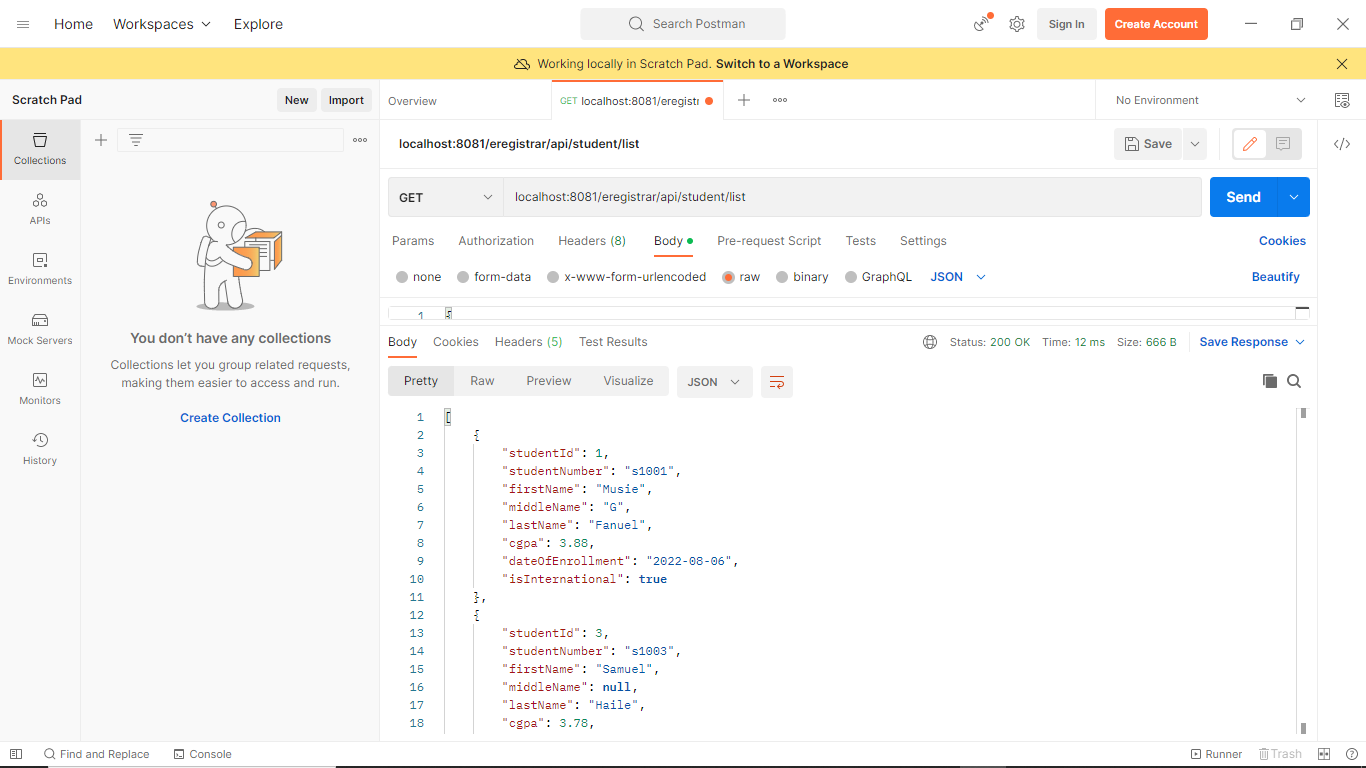 Home Workspaces Explore Search Postman Sign In Create Account
Working locally in Scratch Pad. Switch to a Workspace
Scratch Pad New Import Overview GET localhost:8081/eregistr No Environment
Collections
APIs
Environments
Mock Servers
Monitors
History
You don’t have any collections
Collections let you group related requests,
making them easier to access and run.
Create Collection
localhost:8081/eregistrar/api/student/list Save
GET localhost:8081/eregistrar/api/student/list Send
Params Authorization Headers (8) Body Pre-request Script Tests Settings Cookies
none form-data x-www-form-urlencoded raw binary GraphQL JSON Beautify
1 {
Body Cookies Headers (5) Test Results Status: 200 OK Time: 12 ms Size: 666 B Save Response
Pretty Raw Preview Visualize JSON
1 [
2 {
3 "studentId": 1,
4 "studentNumber": "s1001",
5 "firstName": "Musie",
6 "middleName": "G",
7 "lastName": "Fanuel",
8 "cgpa": 3.88,
9 "dateOfEnrollment": "2022-08-06",
10 "isInternational": true
11 },
12 {
13 "studentId": 3,
14 "studentNumber": "s1003",
15 "firstName": "Samuel",
16 "middleName": null,
17 "lastName": "Haile",
18 "cgpa": 3.78,
Find and Replace Console Runner Trash